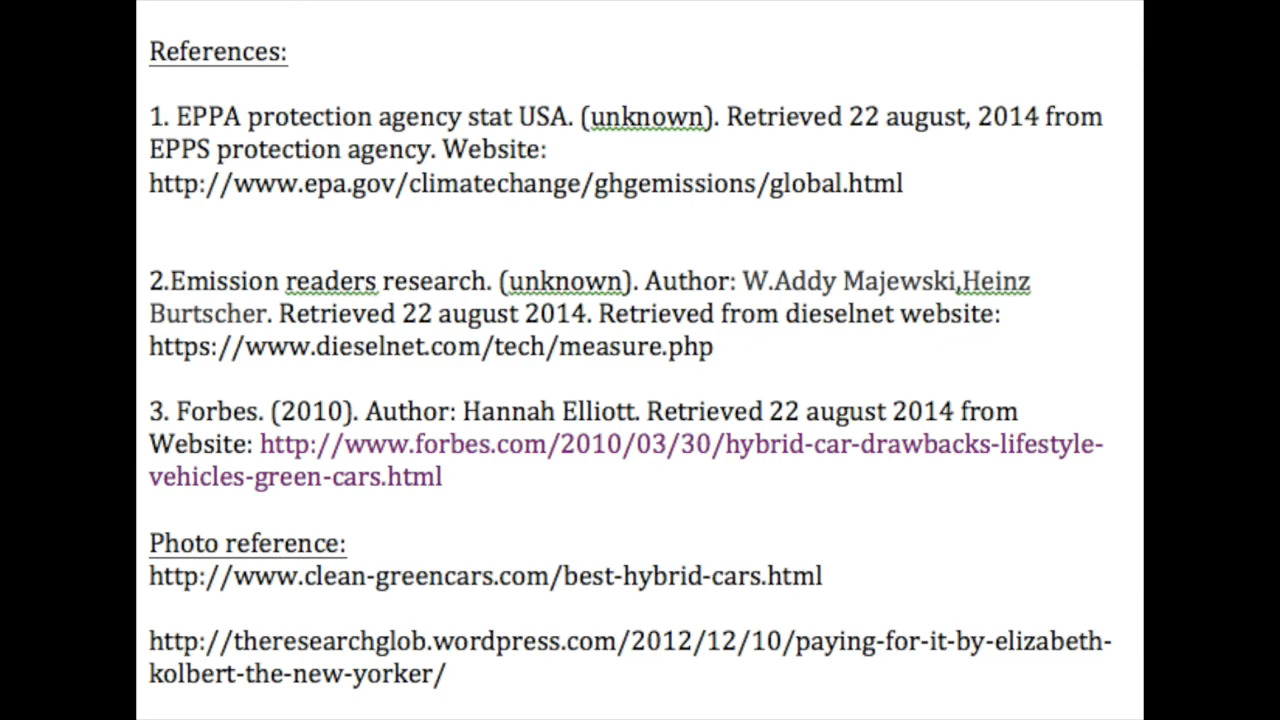 References:
1. EPPA protection agency stat USA. (unknown). Retrieved 22 august, 2014 from
EPPS protection agency. Website:
http://www.epa.gov/climatechange/ghgemissions/global.html
2.Emission readers research. (unknown). Author: W.Addy Majewski,Heinz
Burtscher. Retrieved 22 august 2014. Retrieved from dieselnet website:
https://www.dieselnet.com/tech/measure.php
3. Forbes. (2010). Author: Hannah Elliott. Retrieved 22 august 2014 from
Website: http://www.forbes.com/2010/03/30/hybrid-car-drawbacks-lifestyle-
vehicles-green-cars.html
Photo reference:
http://www.clean-greencars.com/best-hybrid-cars.html
http://theresearchglob.wordpress.com/2012/12/10/paying-for-it-by-elizabeth-
kolbert-the-new-yorker/